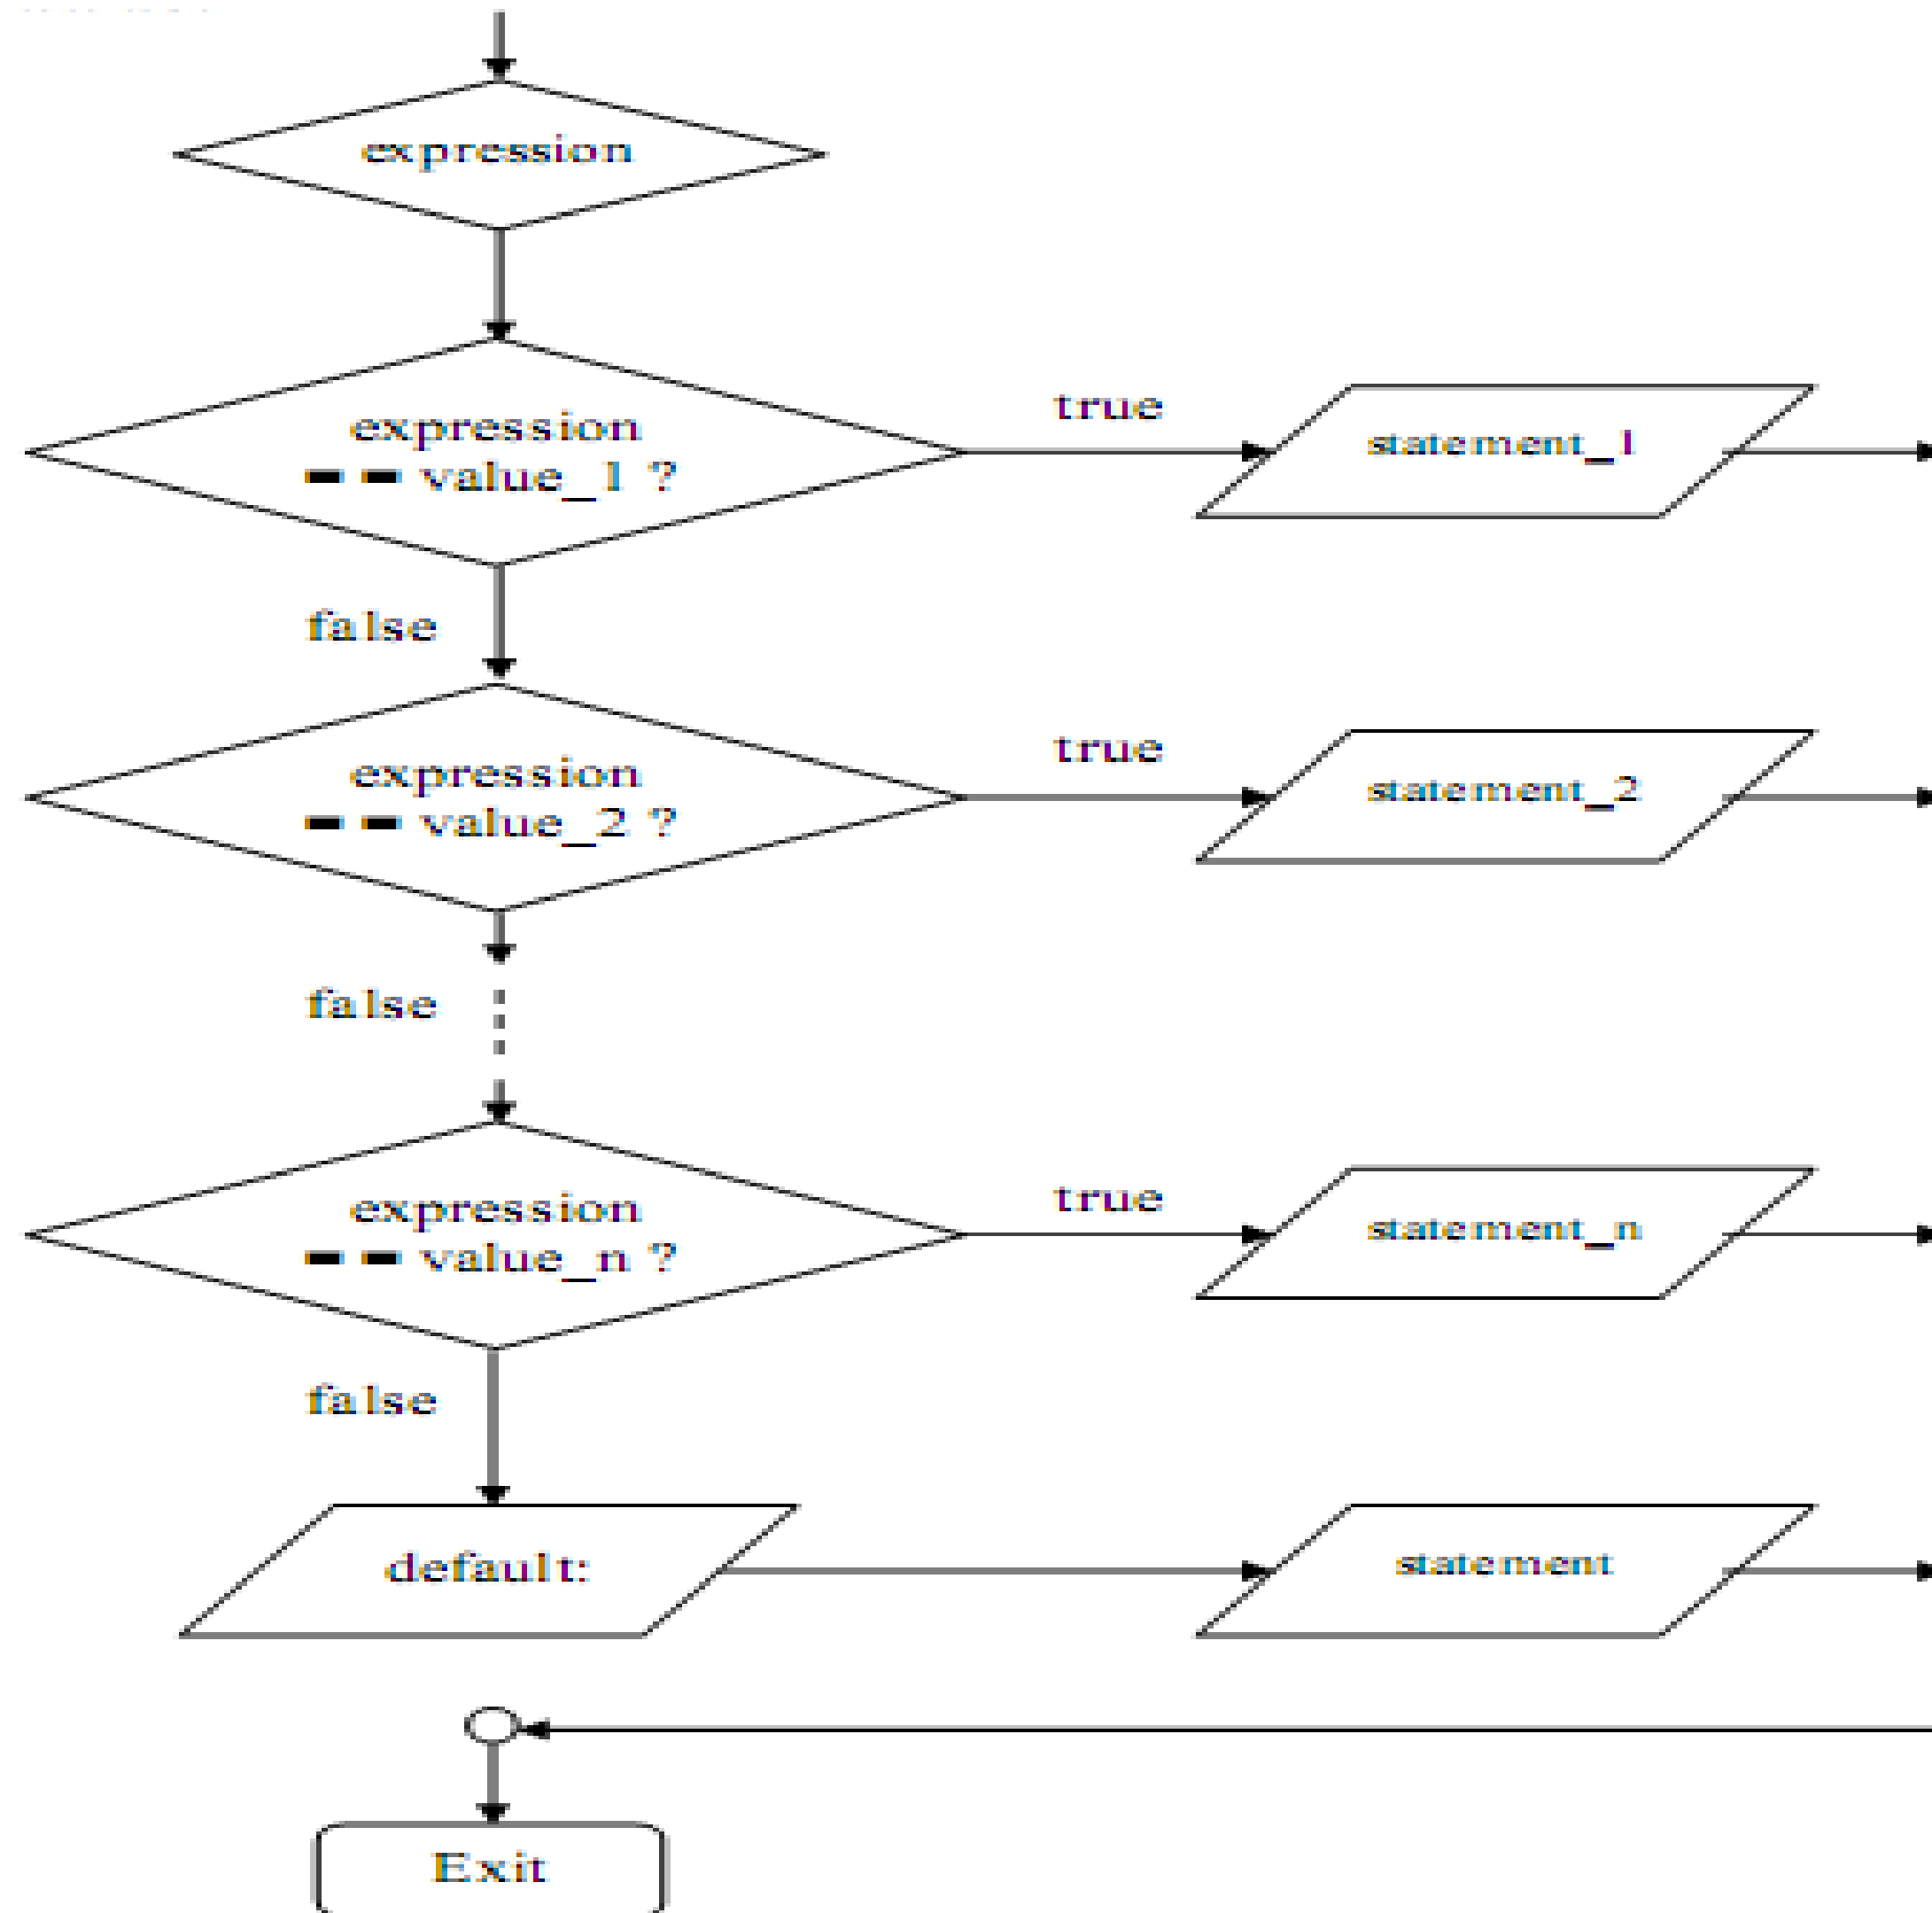 expression
expression
== value_1 ?
true
statement_1
false
expression
== value_2 ?
true
statement_2
false
expression
== value_n ?
true
statement_n
false
default:
statement
Exit